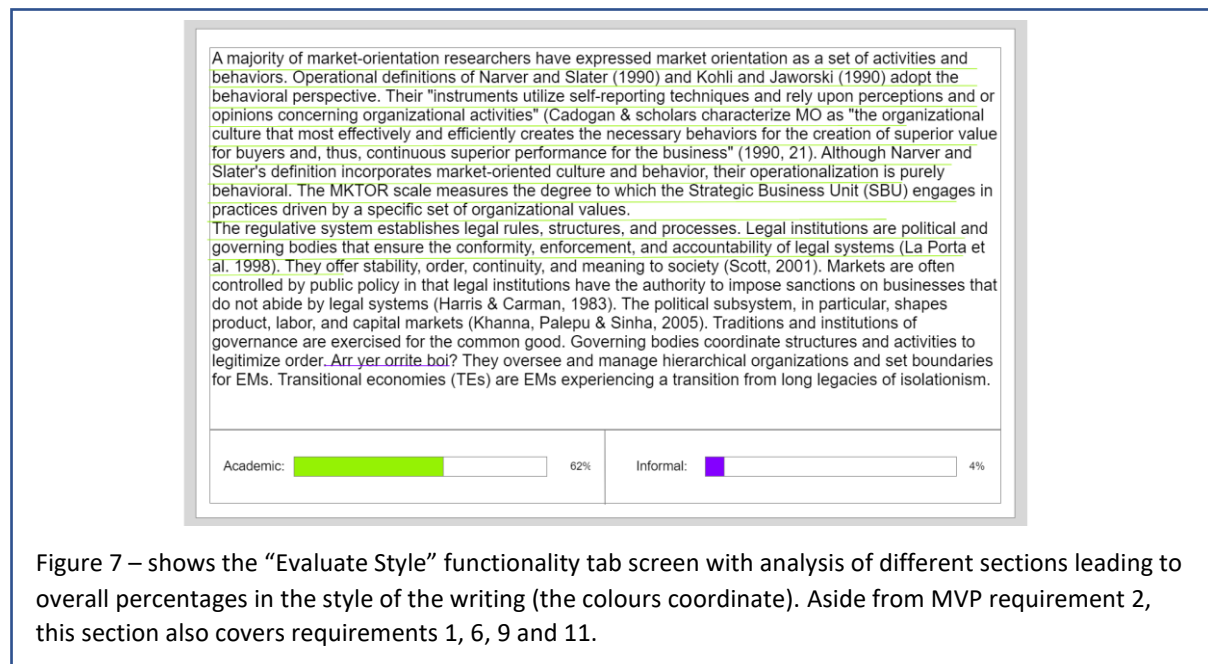 A majority of market-orientation researchers have expressed market orientation as a set of activities and
behaviors. Operational definitions of Narver and Slater (1990) and Kohli and Jaworski (1990) adopt the
behavioral perspective. Their "instruments utilize self-reporting techniques and rely upon perceptions and or
opinions concerning organizational activities" (Cadogan & scholars characterize MO as "the organizational
culture that most effectively and efficiently creates the necessary behaviors for the creation of superior value
for buyers and, thus, continuous superior performance for the business" (1990, 21). Although Narver and
Slater's definition incorporates market-oriented culture and behavior, their operationalization is purely
behavioral. The MKTOR scale measures the degree to which the Strategic Business Unit (SBU) engages in
practices driven by a specific set of organizational values.
The regulative system establishes legal rules, structures, and processes. Legal institutions are political and
governing bodies that ensure the conformity, enforcement, and accountability of legal systems (La Porta et
al. 1998). They offer stability, order, continuity, and meaning to society (Scott, 2001). Markets are often
controlled by public policy in that legal institutions have the authority to impose sanctions on businesses that
do not abide by legal systems (Harris & Carman, 1983). The political subsystem, in particular, shapes
product, labor, and capital markets (Khanna, Palepu & Sinha, 2005). Traditions and institutions of
governance are exercised for the common good. Governing bodies coordinate structures and activities to
legitimize order. Arr yer orrite boi? They oversee and manage hierarchical organizations and set boundaries
for EMs. Transitional economies (TEs) are EMs experiencing a transition from long legacies of isolationism.
Academic: 62% Informal: 4%
Figure 7 – shows the “Evaluate Style” functionality tab screen with analysis of different sections leading to
overall percentages in the style of the writing (the colours coordinate). Aside from MVP requirement 2,
this section also covers requirements 1, 6, 9 and 11.